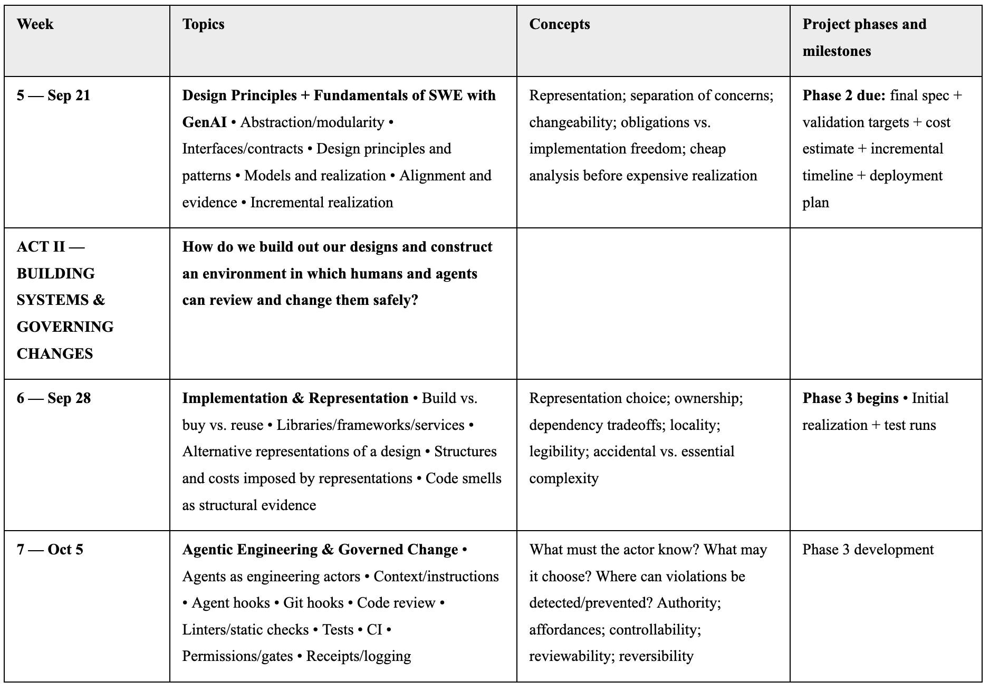 Week
Topics
Concepts
Project phases and
milestones
5 — Sep 21
Design Principles + Fundamentals of SWE with
GenAI • Abstraction/modularity •
Interfaces/contracts • Design principles and
patterns • Models and realization • Alignment and
evidence • Incremental realization
Representation; separation of concerns;
changeability; obligations vs.
implementation freedom; cheap
analysis before expensive realization
Phase 2 due: final spec +
validation targets + cost
estimate + incremental
timeline + deployment
plan
ACT II —
BUILDING
SYSTEMS &
GOVERNING
CHANGES
How do we build out our designs and construct
an environment in which humans and agents
can review and change them safely?
6 — Sep 28
Implementation & Representation • Build vs.
buy vs. reuse • Libraries/frameworks/services •
Alternative representations of a design • Structures
and costs imposed by representations • Code smells
as structural evidence
Representation choice; ownership;
dependency tradeoffs; locality;
legibility; accidental vs. essential
complexity
Phase 3 begins • Initial
realization + test runs
7 — Oct 5
Agentic Engineering & Governed Change •
Agents as engineering actors • Context/instructions
• Agent hooks • Git hooks • Code review •
Linters/static checks • Tests • CI •
Permissions/gates • Receipts/logging
What must the actor know? What may
it choose? Where can violations be
detected/prevented? Authority;
affordances; controllability;
reviewability; reversibility
Phase 3 development